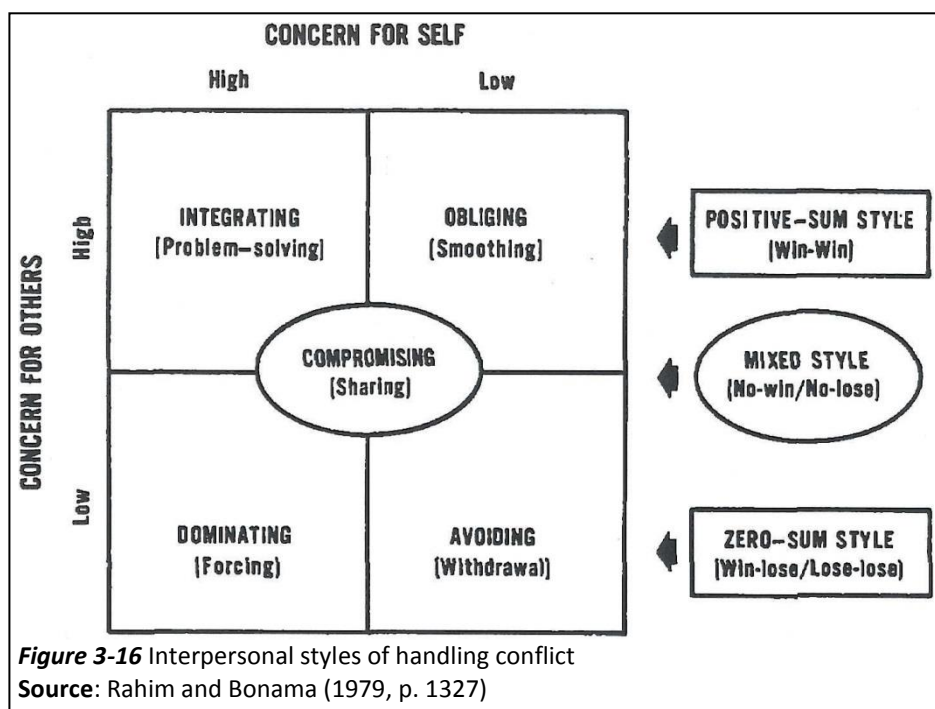 CONCERN FOR SELF
High
Low
CONCERN FOR OTHERS
High
INTEGRATING
(Problem–solving)
OBLIGING
(Smoothing)
POSITIVE–SUM STYLE
(Win-Win)
COMPROMISING
(Sharing)
MIXED STYLE
(No-win/No-lose)
Low
DOMINATING
(Forcing)
AVOIDING
(Withdrawal)
ZERO–SUM STYLE
(Win-lose/Lose-lose)
Figure 3-16 Interpersonal styles of handling conflict
Source: Rahim and Bonama (1979, p. 1327)